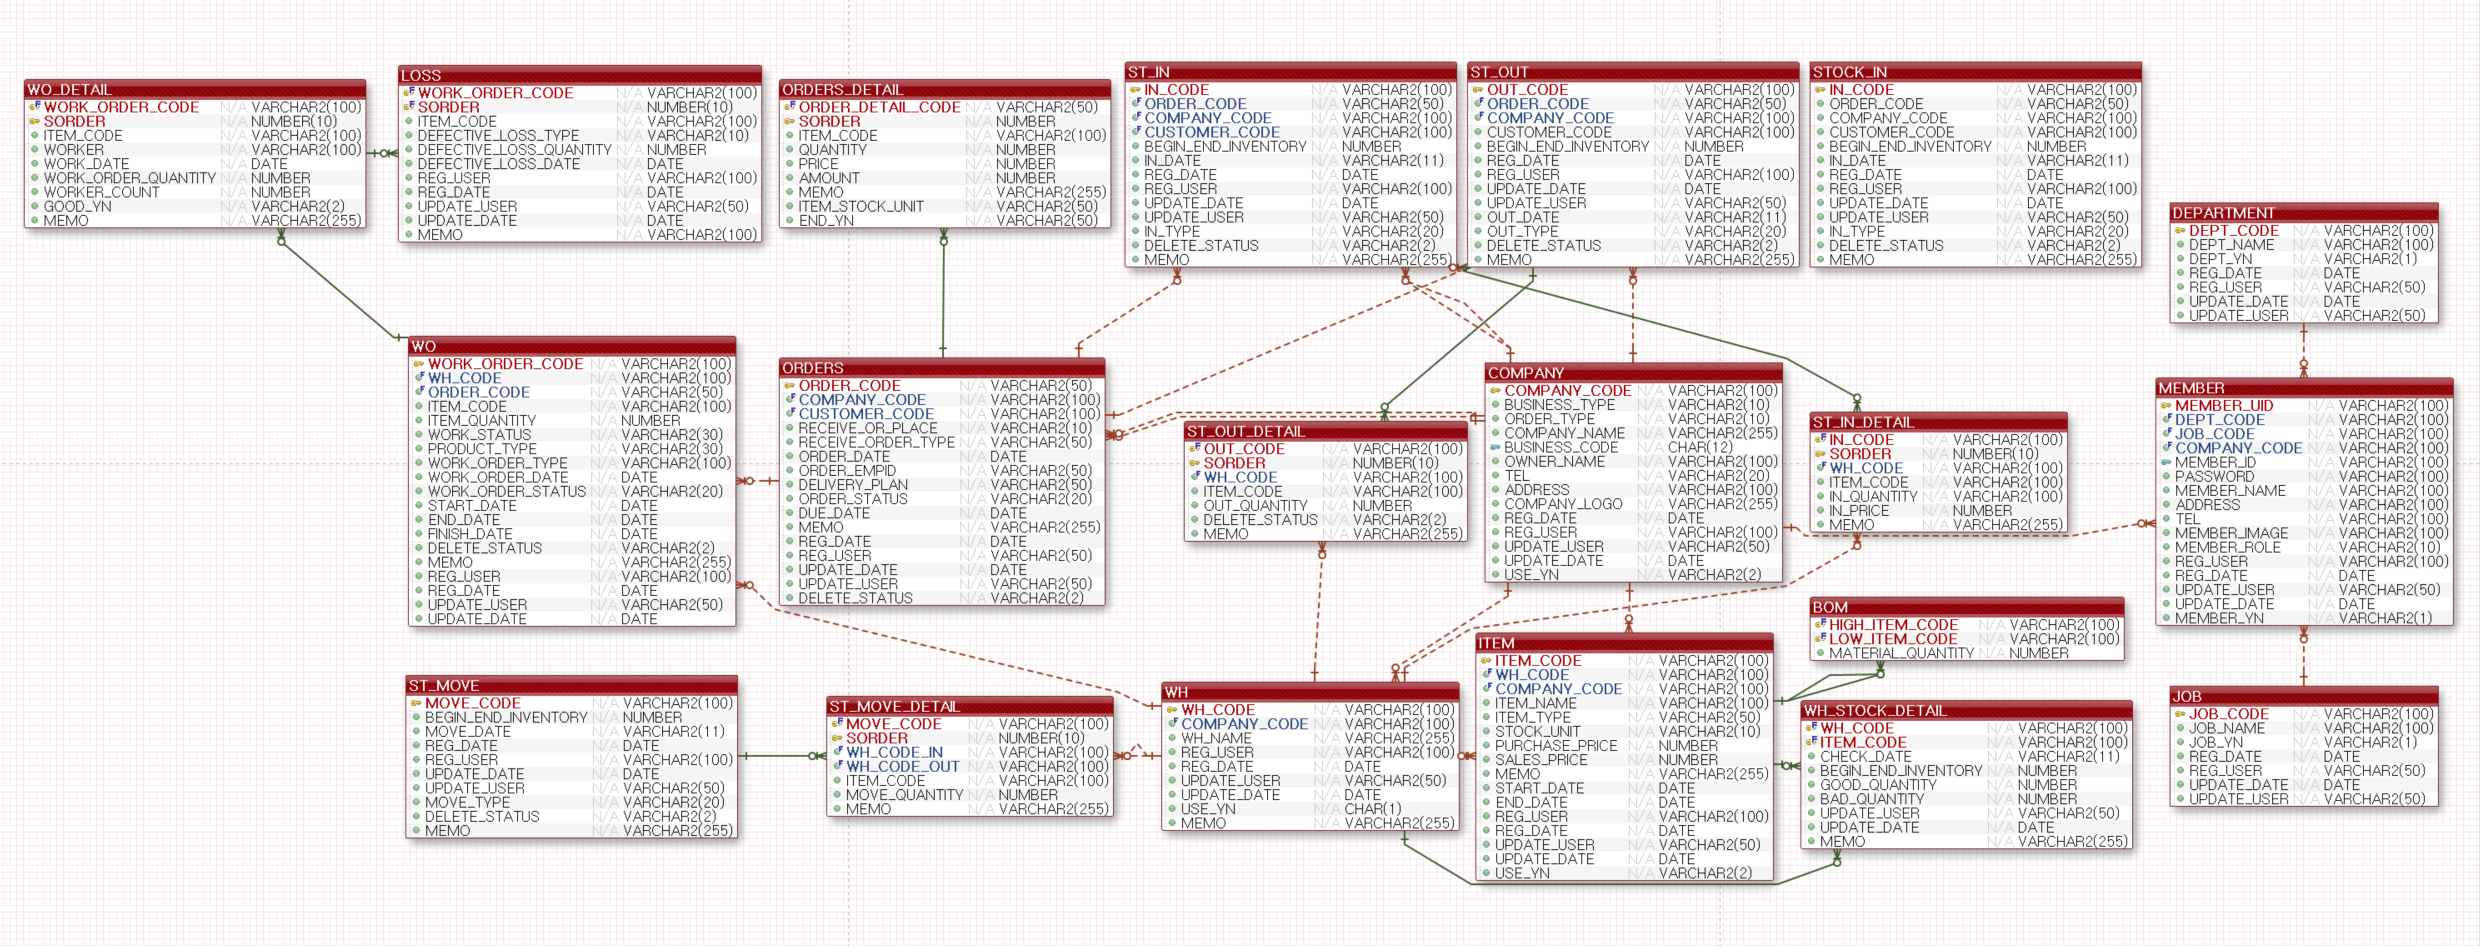 WO_DETAIL
WORK_ORDER_CODE N/A VARCHAR2(100)
SORDER N/A NUMBER(10)
ITEM_CODE N/A VARCHAR2(100)
WORKER N/A VARCHAR2(100)
WORK_DATE N/A DATE
WORK_ORDER_QUANTITY N/A NUMBER
WORKER_COUNT N/A NUMBER
GOOD_YN N/A VARCHAR2(2)
MEMO N/A VARCHAR2(255)
LOSS
WORK_ORDER_CODE N/A VARCHAR2(100)
SORDER N/A NUMBER(10)
ITEM_CODE N/A VARCHAR2(100)
DEFECTIVE_LOSS_TYPE N/A VARCHAR2(10)
DEFECTIVE_LOSS_QUANTITY N/A NUMBER
DEFECTIVE_LOSS_DATE N/A DATE
REG_USER N/A VARCHAR2(100)
REG_DATE N/A DATE
UPDATE_USER N/A VARCHAR2(50)
UPDATE_DATE N/A DATE
MEMO N/A VARCHAR2(100)
ORDERS_DETAIL
ORDER_DETAIL_CODE N/A VARCHAR2(50)
SORDER N/A NUMBER
ITEM_CODE N/A VARCHAR2(100)
QUANTITY N/A NUMBER
PRICE N/A NUMBER
AMOUNT N/A NUMBER
MEMO N/A VARCHAR2(255)
ITEM_STOCK_UNIT N/A VARCHAR2(50)
END_YN N/A VARCHAR2(50)
ST_IN
IN_CODE N/A VARCHAR2(100)
ORDER_CODE N/A VARCHAR2(50)
COMPANY_CODE N/A VARCHAR2(100)
CUSTOMER_CODE N/A VARCHAR2(100)
BEGIN_END_INVENTORY N/A NUMBER
IN_DATE N/A VARCHAR2(11)
REG_DATE N/A DATE
REG_USER N/A VARCHAR2(100)
UPDATE_DATE N/A DATE
UPDATE_USER N/A VARCHAR2(50)
IN_TYPE N/A VARCHAR2(20)
DELETE_STATUS N/A VARCHAR2(2)
MEMO N/A VARCHAR2(255)
ST_OUT
OUT_CODE N/A VARCHAR2(100)
ORDER_CODE N/A VARCHAR2(50)
COMPANY_CODE N/A VARCHAR2(100)
CUSTOMER_CODE N/A VARCHAR2(100)
BEGIN_END_INVENTORY N/A NUMBER
REG_DATE N/A DATE
REG_USER N/A VARCHAR2(100)
UPDATE_DATE N/A DATE
UPDATE_USER N/A VARCHAR2(50)
OUT_DATE N/A VARCHAR2(11)
OUT_TYPE N/A VARCHAR2(20)
DELETE_STATUS N/A VARCHAR2(2)
MEMO N/A VARCHAR2(255)
STOCK_IN
IN_CODE N/A VARCHAR2(100)
ORDER_CODE N/A VARCHAR2(50)
COMPANY_CODE N/A VARCHAR2(100)
CUSTOMER_CODE N/A VARCHAR2(100)
BEGIN_END_INVENTORY N/A NUMBER
IN_DATE N/A VARCHAR2(11)
REG_DATE N/A DATE
REG_USER N/A VARCHAR2(100)
UPDATE_DATE N/A DATE
UPDATE_USER N/A VARCHAR2(50)
IN_TYPE N/A VARCHAR2(20)
DELETE_STATUS N/A VARCHAR2(2)
MEMO N/A VARCHAR2(255)
DEPARTMENT
DEPT_CODE N/A VARCHAR2(100)
DEPT_NAME N/A VARCHAR2(100)
DEPT_YN N/A VARCHAR2(1)
REG_DATE N/A DATE
REG_USER N/A VARCHAR2(50)
UPDATE_DATE N/A DATE
UPDATE_USER N/A VARCHAR2(50)
WO
WORK_ORDER_CODE N/A VARCHAR2(100)
WH_CODE N/A VARCHAR2(100)
ORDER_CODE N/A VARCHAR2(50)
ITEM_CODE N/A VARCHAR2(100)
ITEM_QUANTITY N/A NUMBER
WORK_STATUS N/A VARCHAR2(30)
PRODUCT_TYPE N/A VARCHAR2(30)
WORK_ORDER_TYPE N/A VARCHAR2(100)
WORK_ORDER_DATE N/A DATE
WORK_ORDER_STATUS N/A VARCHAR2(20)
START_DATE N/A DATE
END_DATE N/A DATE
FINISH_DATE N/A DATE
DELETE_STATUS N/A VARCHAR2(2)
MEMO N/A VARCHAR2(255)
REG_USER N/A VARCHAR2(100)
REG_DATE N/A DATE
UPDATE_USER N/A VARCHAR2(50)
UPDATE_DATE N/A DATE
ORDERS
ORDER_CODE N/A VARCHAR2(50)
COMPANY_CODE N/A VARCHAR2(100)
CUSTOMER_CODE N/A VARCHAR2(100)
RECEIVE_OR_PLACE N/A VARCHAR2(10)
RECEIVE_ORDER_TYPE N/A VARCHAR2(50)
ORDER_DATE N/A DATE
ORDER_EMPID N/A VARCHAR2(50)
DELIVERY_PLAN N/A VARCHAR2(50)
ORDER_STATUS N/A VARCHAR2(20)
DUE_DATE N/A DATE
MEMO N/A VARCHAR2(255)
REG_DATE N/A DATE
REG_USER N/A VARCHAR2(50)
UPDATE_DATE N/A DATE
UPDATE_USER N/A VARCHAR2(50)
DELETE_STATUS N/A VARCHAR2(2)
COMPANY
COMPANY_CODE N/A VARCHAR2(100)
BUSINESS_TYPE N/A VARCHAR2(10)
ORDER_TYPE N/A VARCHAR2(10)
COMPANY_NAME N/A VARCHAR2(255)
BUSINESS_CODE N/A CHAR(12)
OWNER_NAME N/A VARCHAR2(100)
TEL N/A VARCHAR2(20)
ADDRESS N/A VARCHAR2(100)
COMPANY_LOGO N/A VARCHAR2(255)
REG_DATE N/A DATE
REG_USER N/A VARCHAR2(100)
UPDATE_USER N/A VARCHAR2(50)
UPDATE_DATE N/A DATE
USE_YN N/A VARCHAR2(2)
ST_OUT_DETAIL
OUT_CODE N/A VARCHAR2(100)
SORDER N/A NUMBER(10)
WH_CODE N/A VARCHAR2(100)
ITEM_CODE N/A VARCHAR2(100)
OUT_QUANTITY N/A NUMBER
DELETE_STATUS N/A VARCHAR2(2)
MEMO N/A VARCHAR2(255)
ST_IN_DETAIL
IN_CODE N/A VARCHAR2(100)
SORDER N/A NUMBER(10)
WH_CODE N/A VARCHAR2(100)
ITEM_CODE N/A VARCHAR2(100)
IN_QUANTITY N/A VARCHAR2(100)
IN_PRICE N/A NUMBER
MEMO N/A VARCHAR2(255)
MEMBER
MEMBER_UID N/A VARCHAR2(100)
DEPT_CODE N/A VARCHAR2(100)
JOB_CODE N/A VARCHAR2(100)
COMPANY_CODE N/A VARCHAR2(100)
MEMBER_ID N/A VARCHAR2(100)
PASSWORD N/A VARCHAR2(100)
MEMBER_NAME N/A VARCHAR2(100)
ADDRESS N/A VARCHAR2(100)
TEL N/A VARCHAR2(100)
MEMBER_IMAGE N/A VARCHAR2(100)
MEMBER_ROLE N/A VARCHAR2(10)
REG_USER N/A VARCHAR2(100)
REG_DATE N/A DATE
UPDATE_USER N/A VARCHAR2(50)
UPDATE_DATE N/A DATE
MEMBER_YN N/A VARCHAR2(1)
BOM
HIGH_ITEM_CODE N/A VARCHAR2(100)
LOW_ITEM_CODE N/A VARCHAR2(100)
MATERIAL_QUANTITY N/A NUMBER
ITEM
ITEM_CODE N/A VARCHAR2(100)
WH_CODE N/A VARCHAR2(100)
COMPANY_CODE N/A VARCHAR2(100)
ITEM_NAME N/A VARCHAR2(100)
ITEM_TYPE N/A VARCHAR2(50)
STOCK_UNIT N/A VARCHAR2(10)
PURCHASE_PRICE N/A NUMBER
SALES_PRICE N/A NUMBER
MEMO N/A VARCHAR2(255)
START_DATE N/A DATE
END_DATE N/A DATE
REG_USER N/A VARCHAR2(100)
REG_DATE N/A DATE
UPDATE_USER N/A VARCHAR2(50)
UPDATE_DATE N/A DATE
USE_YN N/A VARCHAR2(2)
ST_MOVE
MOVE_CODE N/A VARCHAR2(100)
BEGIN_END_INVENTORY N/A NUMBER
MOVE_DATE N/A VARCHAR2(11)
REG_DATE N/A DATE
REG_USER N/A VARCHAR2(100)
UPDATE_DATE N/A DATE
UPDATE_USER N/A VARCHAR2(50)
MOVE_TYPE N/A VARCHAR2(20)
DELETE_STATUS N/A VARCHAR2(2)
MEMO N/A VARCHAR2(255)
ST_MOVE_DETAIL
MOVE_CODE N/A VARCHAR2(100)
SORDER N/A NUMBER(10)
WH_CODE_IN N/A VARCHAR2(100)
WH_CODE_OUT N/A VARCHAR2(100)
ITEM_CODE N/A VARCHAR2(100)
MOVE_QUANTITY N/A NUMBER
MEMO N/A VARCHAR2(255)
WH
WH_CODE N/A VARCHAR2(100)
COMPANY_CODE N/A VARCHAR2(100)
WH_NAME N/A VARCHAR2(255)
REG_USER N/A VARCHAR2(100)
REG_DATE N/A DATE
UPDATE_USER N/A VARCHAR2(50)
UPDATE_DATE N/A DATE
USE_YN N/A CHAR(1)
MEMO N/A VARCHAR2(255)
WH_STOCK_DETAIL
WH_CODE N/A VARCHAR2(100)
ITEM_CODE N/A VARCHAR2(100)
CHECK_DATE N/A VARCHAR2(11)
BEGIN_END_INVENTORY N/A NUMBER
GOOD_QUANTITY N/A NUMBER
BAD_QUANTITY N/A NUMBER
UPDATE_USER N/A VARCHAR2(50)
UPDATE_DATE N/A DATE
MEMO N/A VARCHAR2(255)
JOB
JOB_CODE N/A VARCHAR2(100)
JOB_NAME N/A VARCHAR2(100)
JOB_YN N/A VARCHAR2(1)
REG_DATE N/A DATE
REG_USER N/A VARCHAR2(50)
UPDATE_DATE N/A DATE
UPDATE_USER N/A VARCHAR2(50)